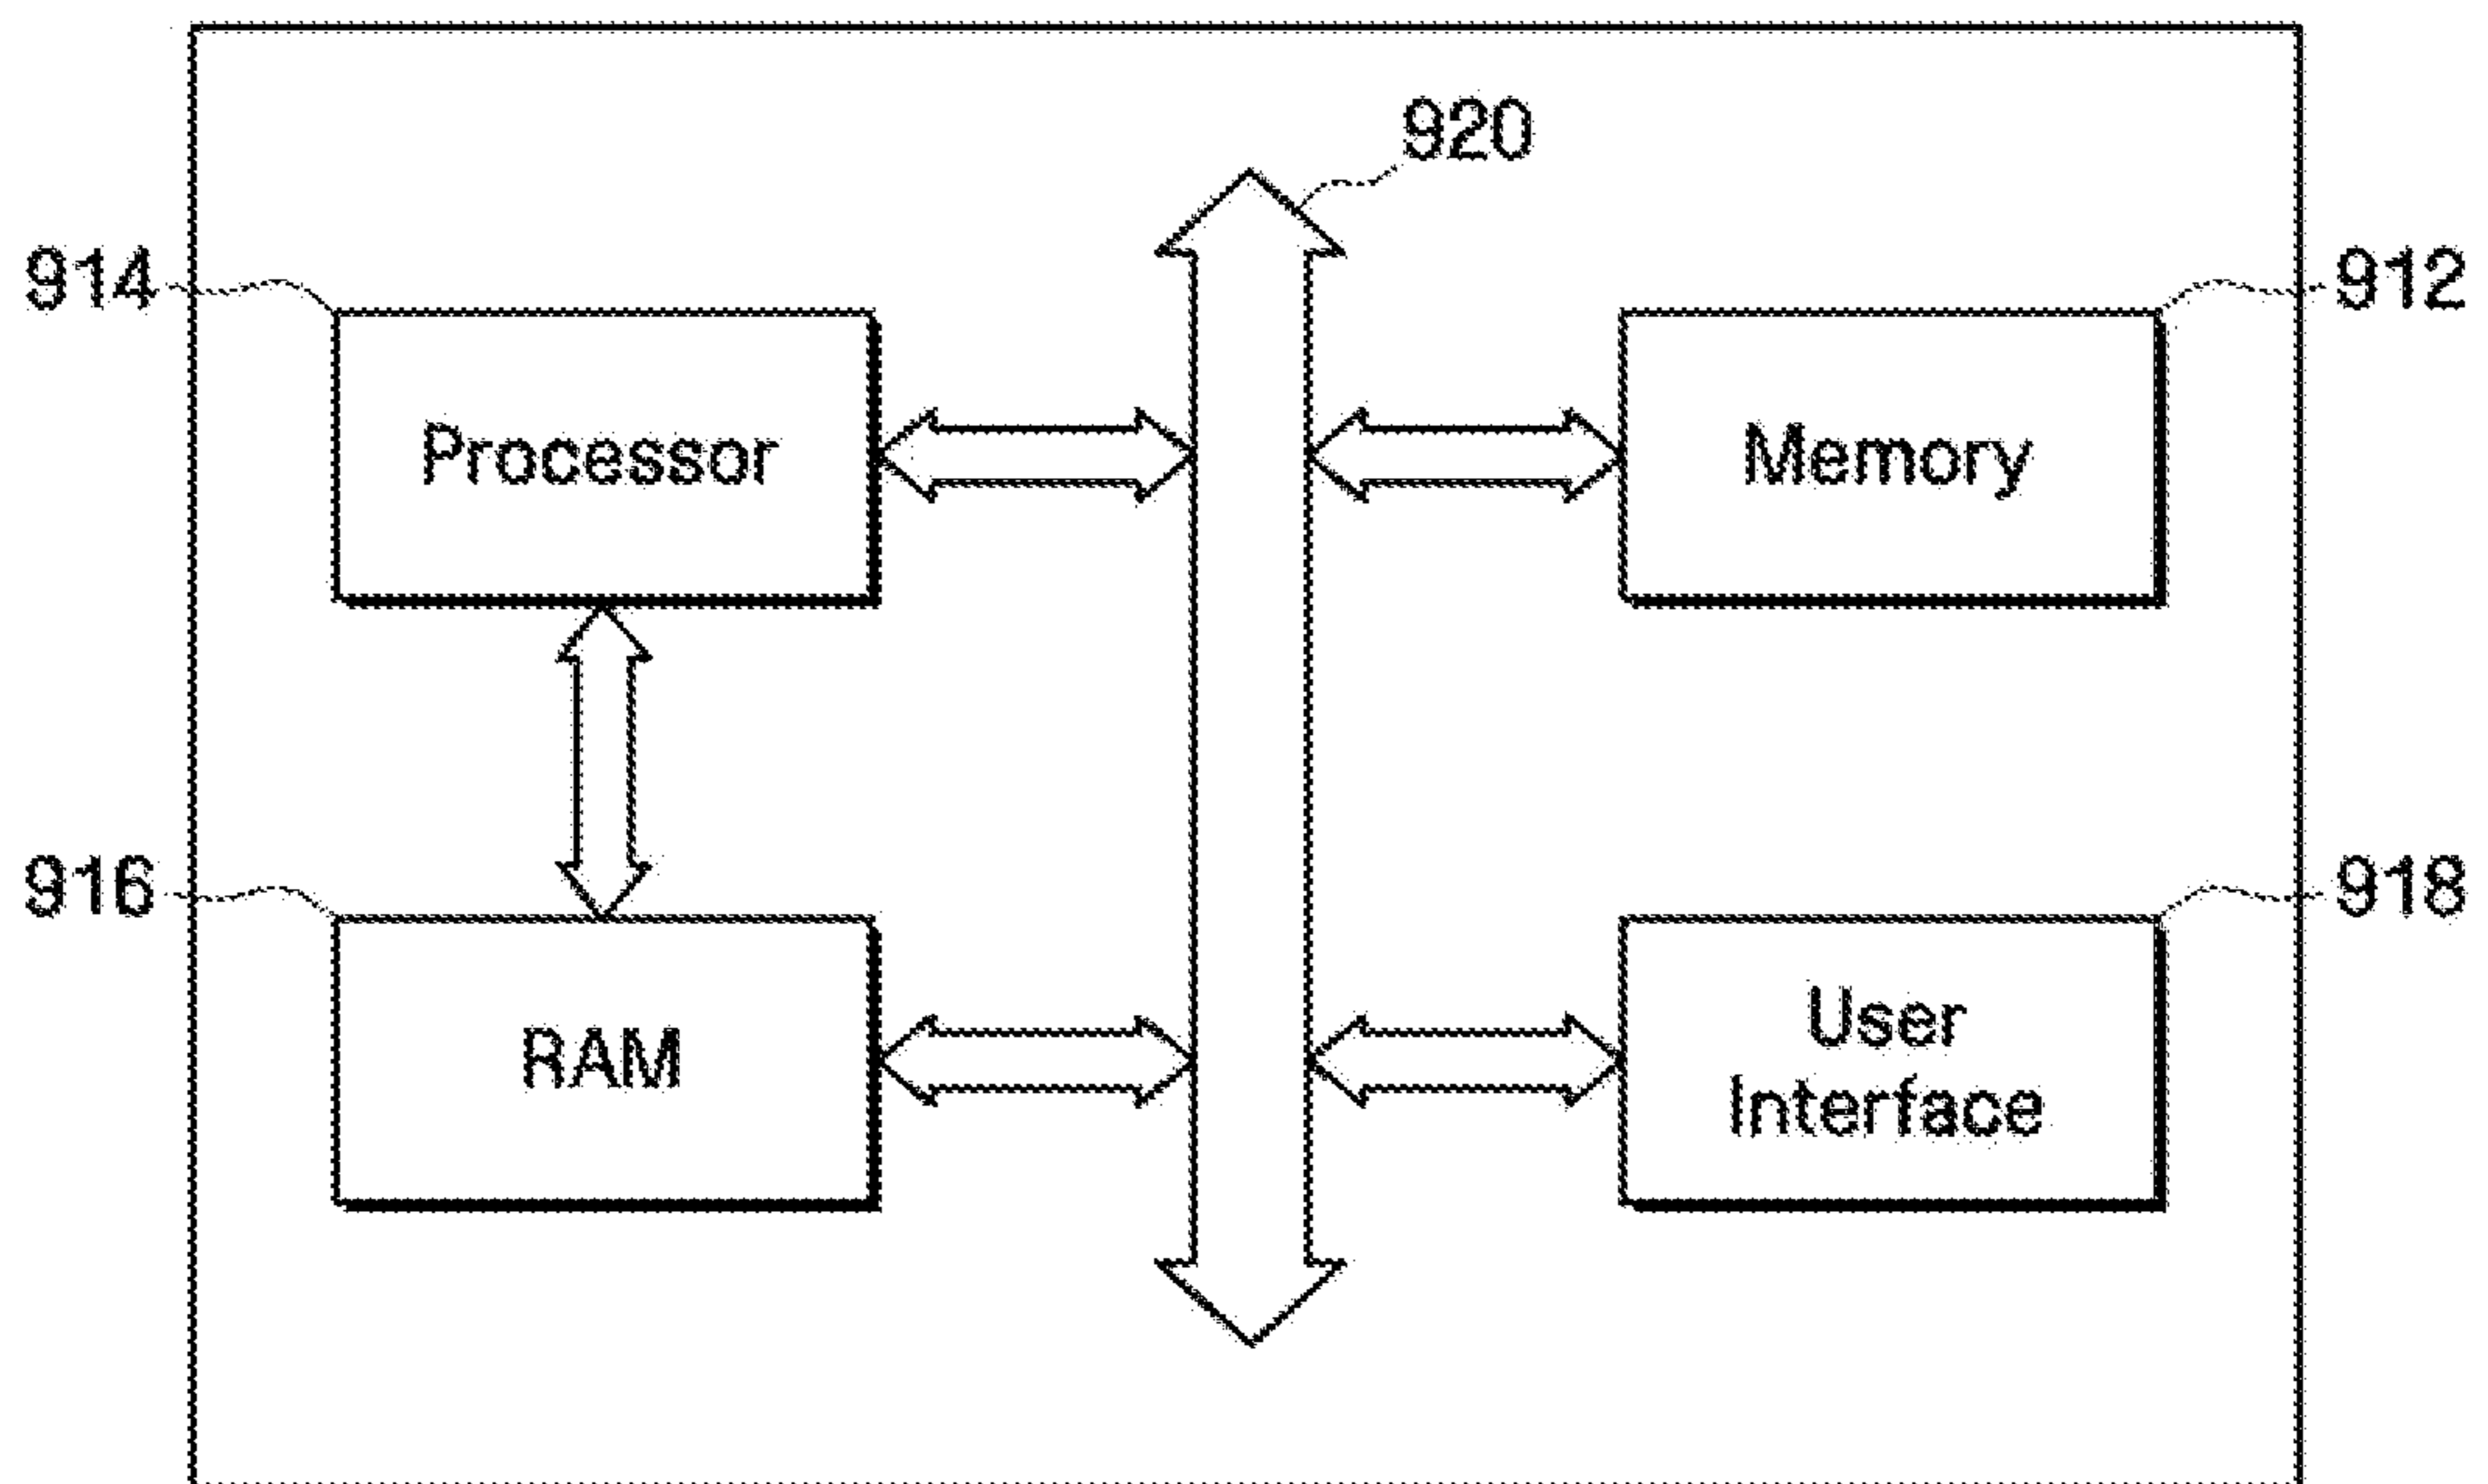 920
914
912
Processor
Memory
916
918
RAM
User
Interface